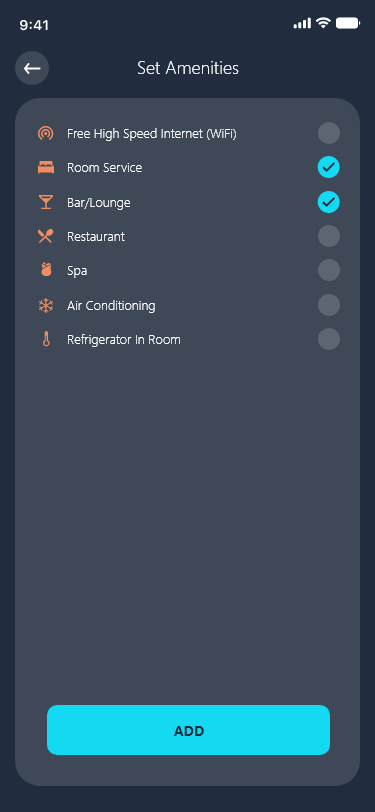 9:41
Set Amenities
Free High Speed Internet (WiFi)
Room Service
Bar/Lounge
Restaurant
Spa
Air Conditioning
Refrigerator In Room
ADD